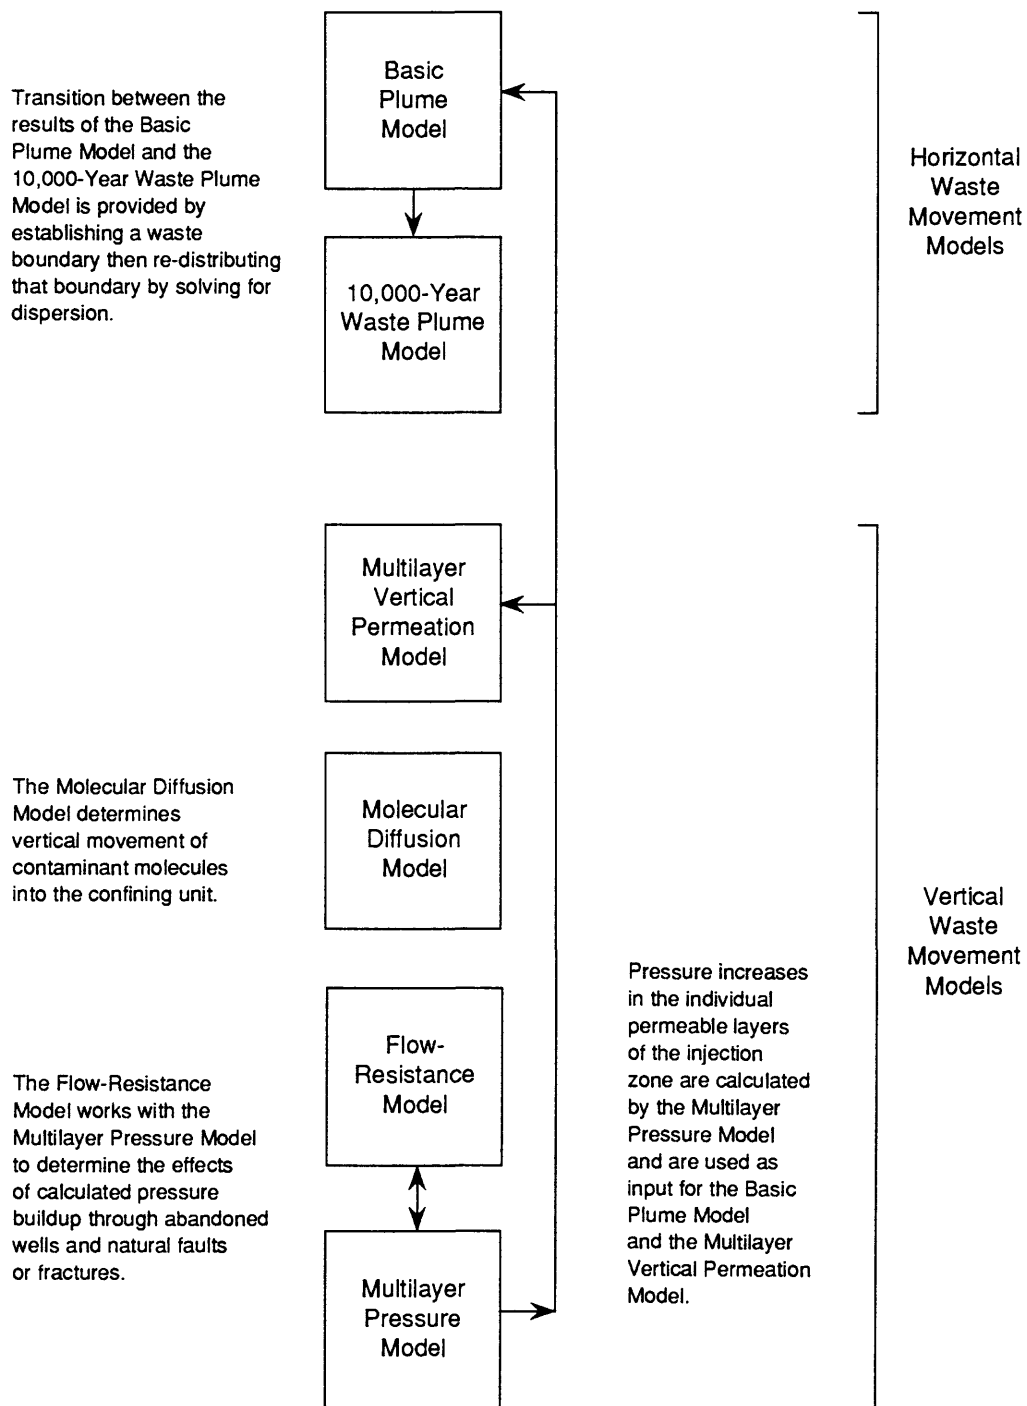 Basic
Plume
Model
Transition between the
results of the Basic
Plume Model and the
10,000-Year Waste Plume
Model is provided by
establishing a waste
boundary then re-distributing
that boundary by solving for
dispersion.
10,000-Year
Waste Plume
Model
Horizontal
Waste
Movement
Models
Multilayer
Vertical
Permeation
Model
The Molecular Diffusion
Model determines
vertical movement of
contaminant molecules
into the confining unit.
Molecular
Diffusion
Model
Vertical
Waste
Movement
Models
Flow-
Resistance
Model
The Flow-Resistance
Model works with the
Multilayer Pressure Model
to determine the effects
of calculated pressure
buildup through abandoned
wells and natural faults
or fractures.
Pressure increases
in the individual
permeable layers
of the injection
zone are calculated
by the Multilayer
Pressure Model
and are used as
input for the Basic
Plume Model
and the Multilayer
Vertical Permeation
Model.
Multilayer
Pressure
Model